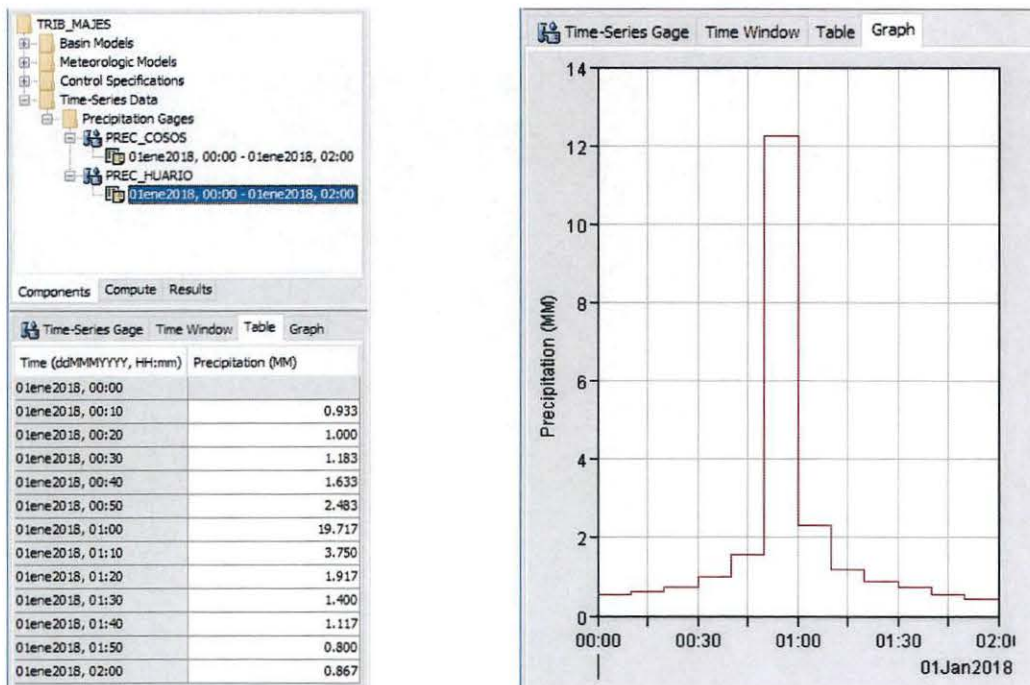 TRIB_MAJES
Basin Models
Meteorologic Models
Control Specifications
Time-Series Data
Precipitation Gages
PREC_COSOS
01ene2018, 00:00 - 01ene2018, 02:00
PREC_HUARIO
01ene2018, 00:00 - 01ene2018, 02:00
Components Compute Results
Time-Series Gage Time Window Table Graph
Time (ddMMMYYYY, HH:mm) Precipitation (MM)
01ene2018, 00:00
01ene2018, 00:10 0.933
01ene2018, 00:20 1.000
01ene2018, 00:30 1.183
01ene2018, 00:40 1.633
01ene2018, 00:50 2.483
01ene2018, 01:00 19.717
01ene2018, 01:10 3.750
01ene2018, 01:20 1.917
01ene2018, 01:30 1.400
01ene2018, 01:40 1.117
01ene2018, 01:50 0.800
01ene2018, 02:00 0.867
Time-Series Gage Time Window Table Graph
14
12
10
8
6
4
2
0
Precipitation (MM)
00:00 00:30 01:00 01:30 02:0
01Jan2018